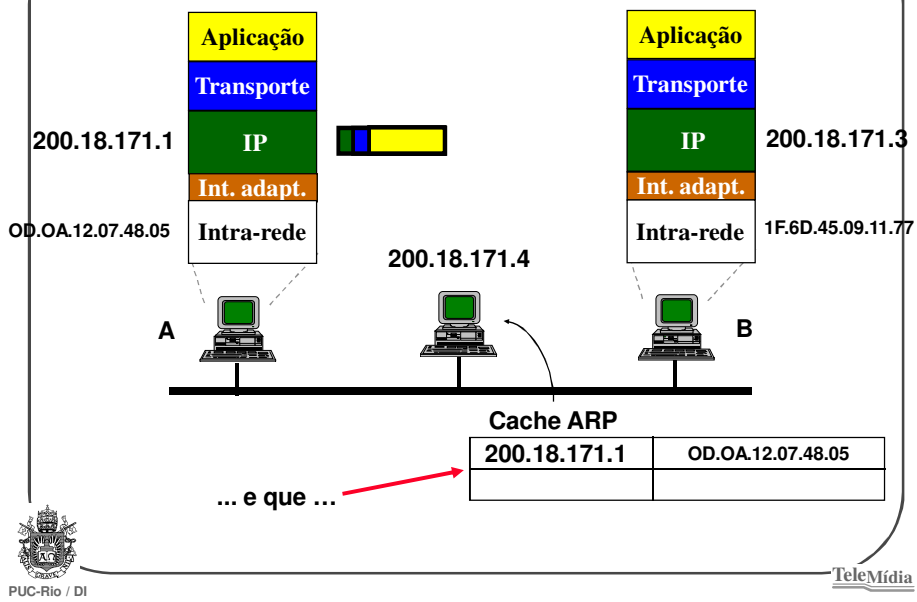 Aplicação
Transporte
IP
Int. adapt.
Intra-rede
200.18.171.1
OD.OA.12.07.48.05
A
200.18.171.4
Aplicação
Transporte
IP
Int. adapt.
Intra-rede
200.18.171.3
1F.6D.45.09.11.77
B
Cache ARP
200.18.171.1 OD.OA.12.07.48.05
... e que ...
PUC-Rio / DI
TeleMídia